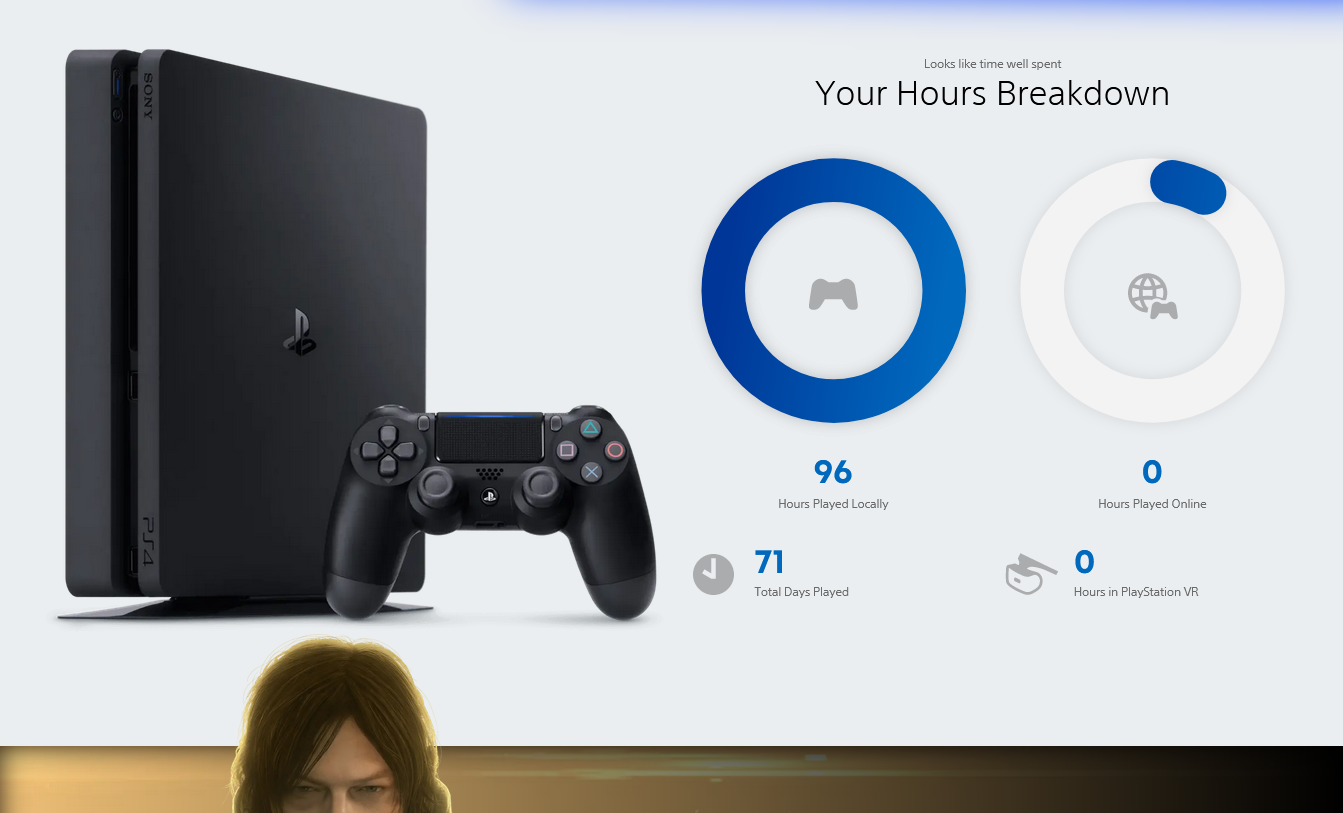 SONY
PS4
Looks like time well spent
Your Hours Breakdown
96
Hours Played Locally
0
Hours Played Online
71
Total Days Played
0
Hours in PlayStation VR